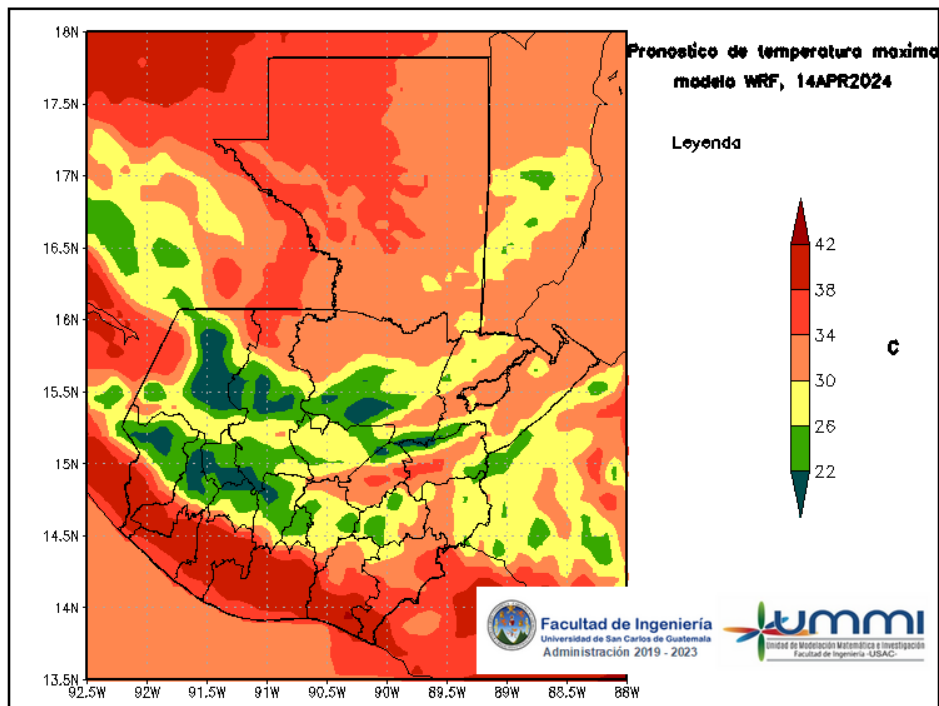 Pronostico de temperatura maxima
modelo WRF, 14APR2024
Leyenda
42
38
34
30
26
22
C
18N
17.5N
17N
16.5N
16N
15.5N
15N
14.5N
14N
13.5N
92.5W
92W
91.5W
91W
90.5W
90W
89.5W
89W
88.5W
88W
Facultad de Ingeniería
Universidad de San Carlos de Guatemala
Administración 2019 - 2023
ummi
Unidad de Modelación Matemática e Investigación
Facultad de Ingeniería -USAC-